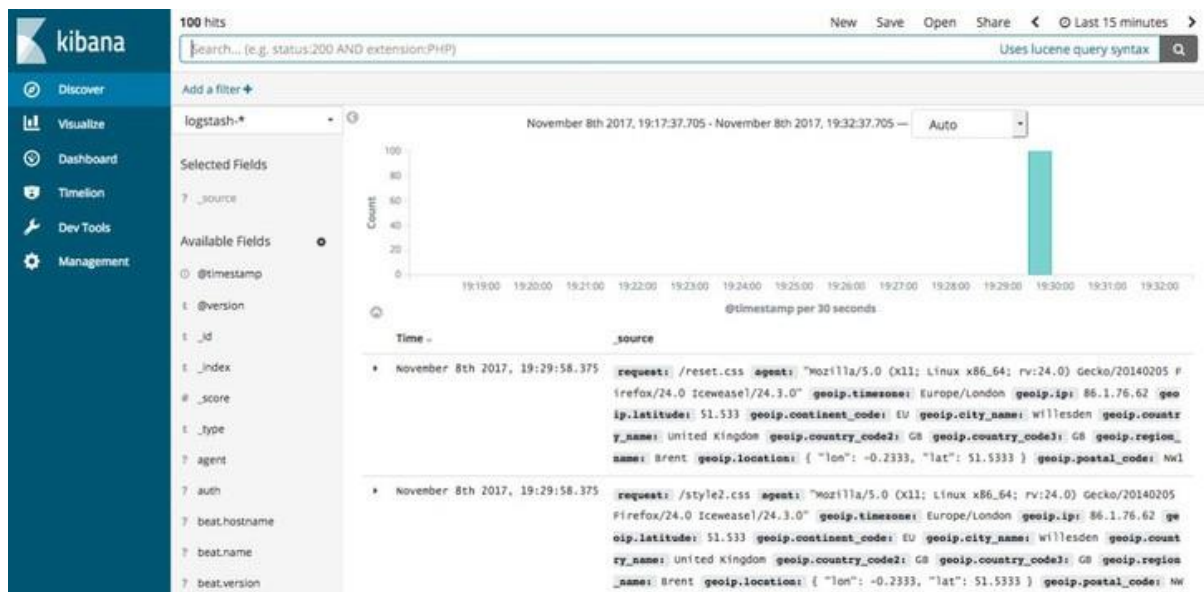 kibana
Discover
Visualize
Dashboard
Timelion
Dev Tools
Management
100 hits
New Save Open Share Last 15 minutes
Search... (e.g. status:200 AND extension:PHP) Uses lucene query syntax
Add a filter +
logstash-*
Selected Fields
? _source
Available Fields
@timestamp
t @version
t _id
t _index
# _score
t _type
? agent
? auth
? beat.hostname
? beat.name
? beat.version
November 8th 2017, 19:17:37.705 - November 8th 2017, 19:32:37.705 — Auto
100
80
60
40
20
0
Count
19:19:00 19:20:00 19:21:00 19:22:00 19:23:00 19:24:00 19:25:00 19:26:00 19:27:00 19:28:00 19:29:00 19:30:00 19:31:00 19:32:00
@timestamp per 30 seconds
Time _source
November 8th 2017, 19:29:58.375 request: /reset.css agent: "Mozilla/5.0 (X11; Linux x86_64; rv:24.0) Gecko/20140205 F
irefox/24.0 Iceweasel/24.3.0" geoip.timezone: Europe/London geoip.ip: 86.1.76.62 geo
ip.latitude: 51.533 geoip.continent_code: EU geoip.city_name: Willesden geoip.countr
y_name: United Kingdom geoip.country_code2: GB geoip.country_code3: GB geoip.region_
name: Brent geoip.location: { "lon": -0.2333, "lat": 51.5333 } geoip.postal_code: NW1
November 8th 2017, 19:29:58.375 request: /style2.css agent: "Mozilla/5.0 (X11; Linux x86_64; rv:24.0) Gecko/20140205
Firefox/24.0 Iceweasel/24.3.0" geoip.timezone: Europe/London geoip.ip: 86.1.76.62 ge
oip.latitude: 51.533 geoip.continent_code: EU geoip.city_name: Willesden geoip.count
ry_name: United Kingdom geoip.country_code2: GB geoip.country_code3: GB geoip.region
_name: Brent geoip.location: { "lon": -0.2333, "lat": 51.5333 } geoip.postal_code: NW